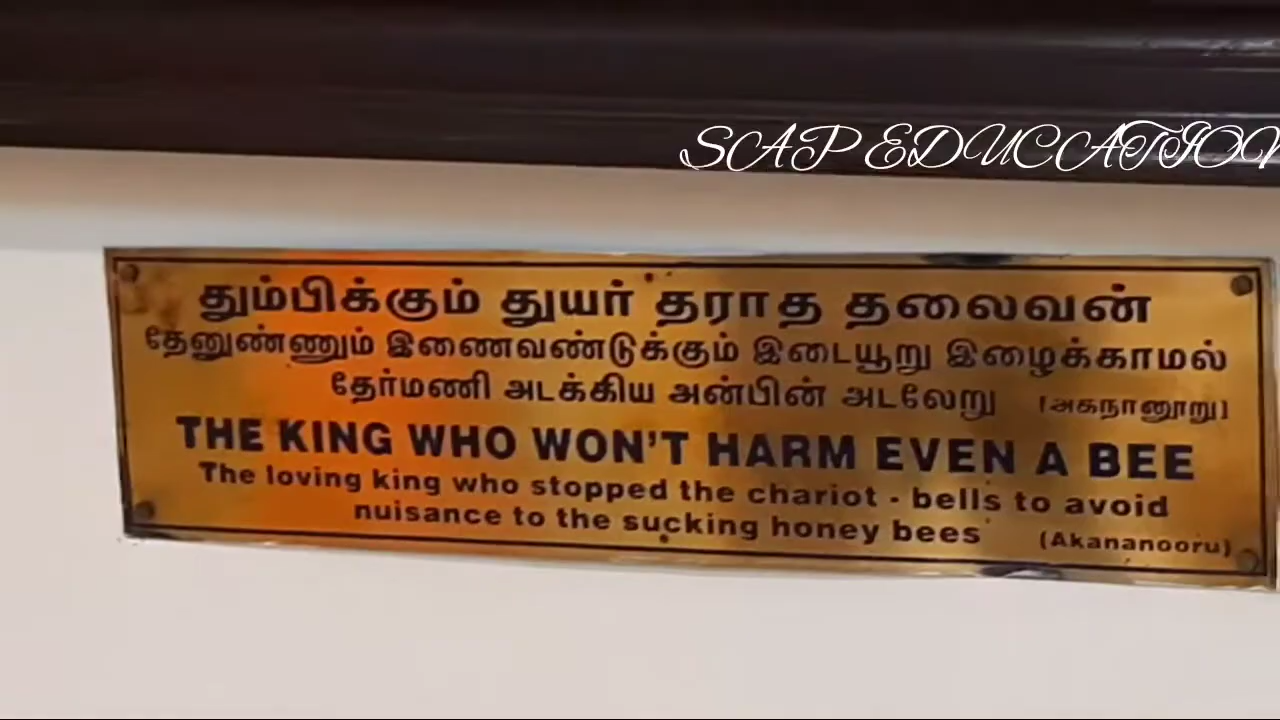 SAP EDUCATION
தும்பிக்கும் துயர் தராத தலைவன்
தேனுண்ணும் இணைவண்டுக்கும் இடையூறு இழைக்காமல்
தேர்மணி அடக்கிய அன்பின் அடலேறு (அகநானூறு)
THE KING WHO WON'T HARM EVEN A BEE
The loving king who stopped the chariot - bells to avoid
nuisance to the sucking honey bees (Akananooru)